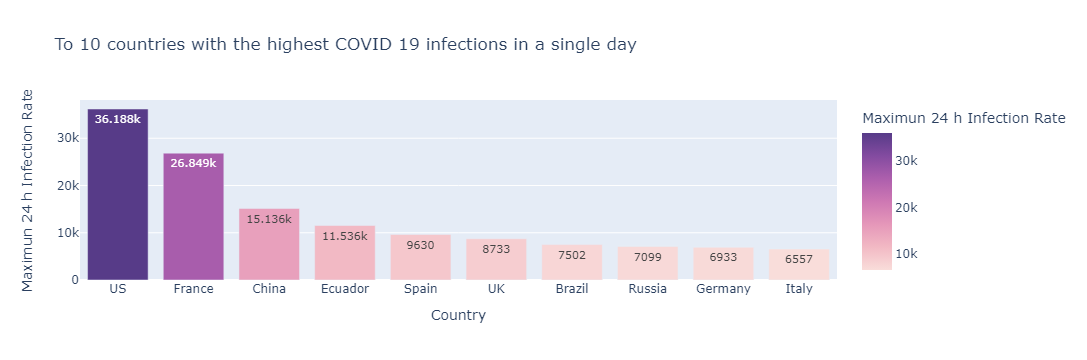 To 10 countries with the highest COVID 19 infections in a single day
Maximun 24 h Infection Rate
30k
20k
10k
0
36.188k
26.849k
15.136k
11.536k
9630
8733
7502
7099
6933
6557
US France China Ecuador Spain UK Brazil Russia Germany Italy
Country
Maximun 24 h Infection Rate
30k
20k
10k